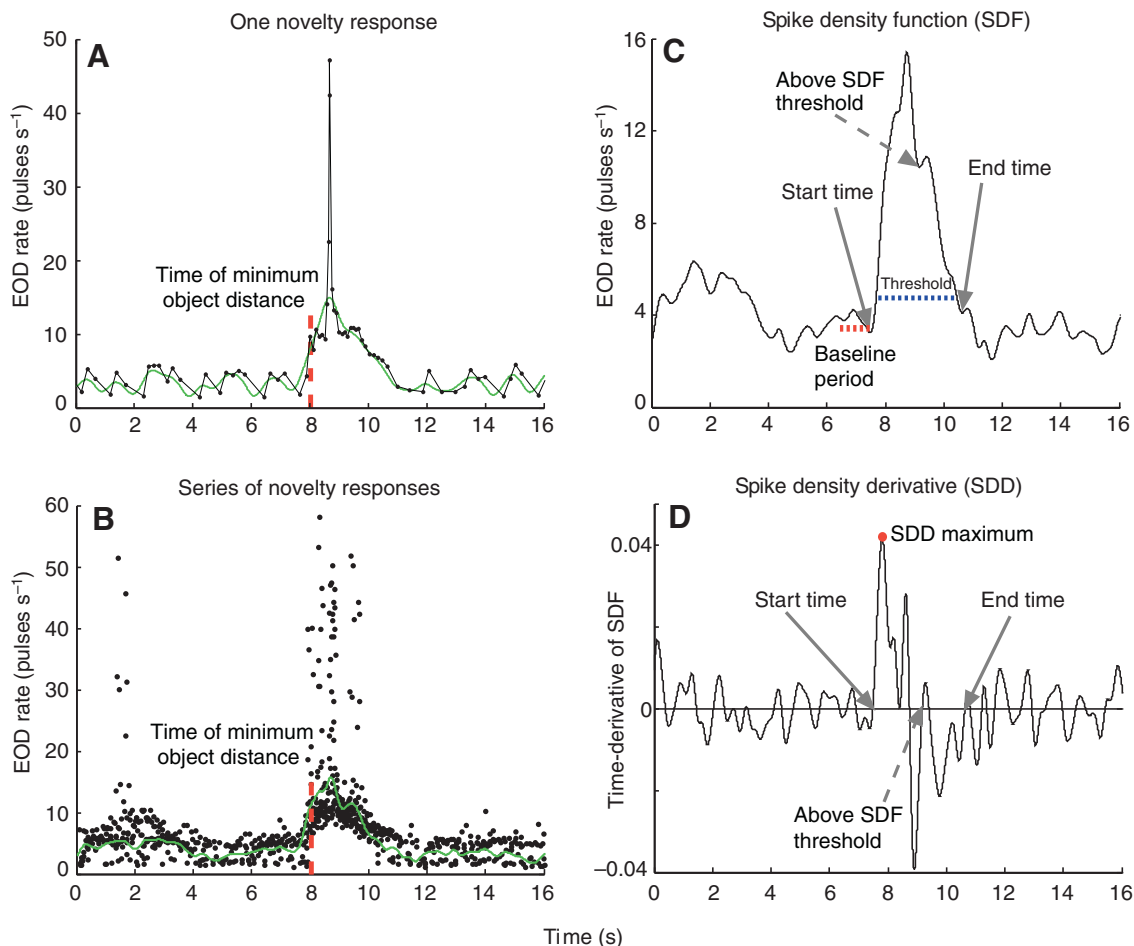 One novelty response
A
EOD rate (pulses s⁻¹)
50
40
30
20
10
0
Time of minimum
object distance
0 2 4 6 8 10 12 14 16
Spike density function (SDF)
C
EOD rate (pulses s⁻¹)
16
12
8
4
0
Above SDF
threshold
Start time
End time
Threshold
Baseline
period
0 2 4 6 8 10 12 14 16
Series of novelty responses
B
EOD rate (pulses s⁻¹)
60
50
40
30
20
10
0
Time of minimum
object distance
0 2 4 6 8 10 12 14 16
Spike density derivative (SDD)
D
Time-derivative of SDF
0.04
0
–0.04
SDD maximum
Start time
End time
Above SDF
threshold
0 2 4 6 8 10 12 14 16
Time (s)